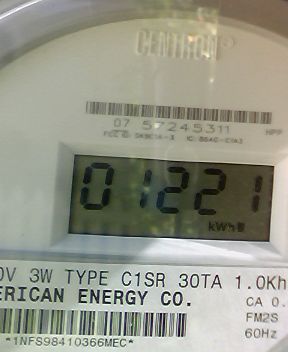 CENTRON®
07 57245311
HPP
01221
kWh
0V 3W TYPE C1SR 30TA 1.0Kh
ERICAN ENERGY CO.
CA 0.
FM2S
60Hz
*1NFS98410366MEC*